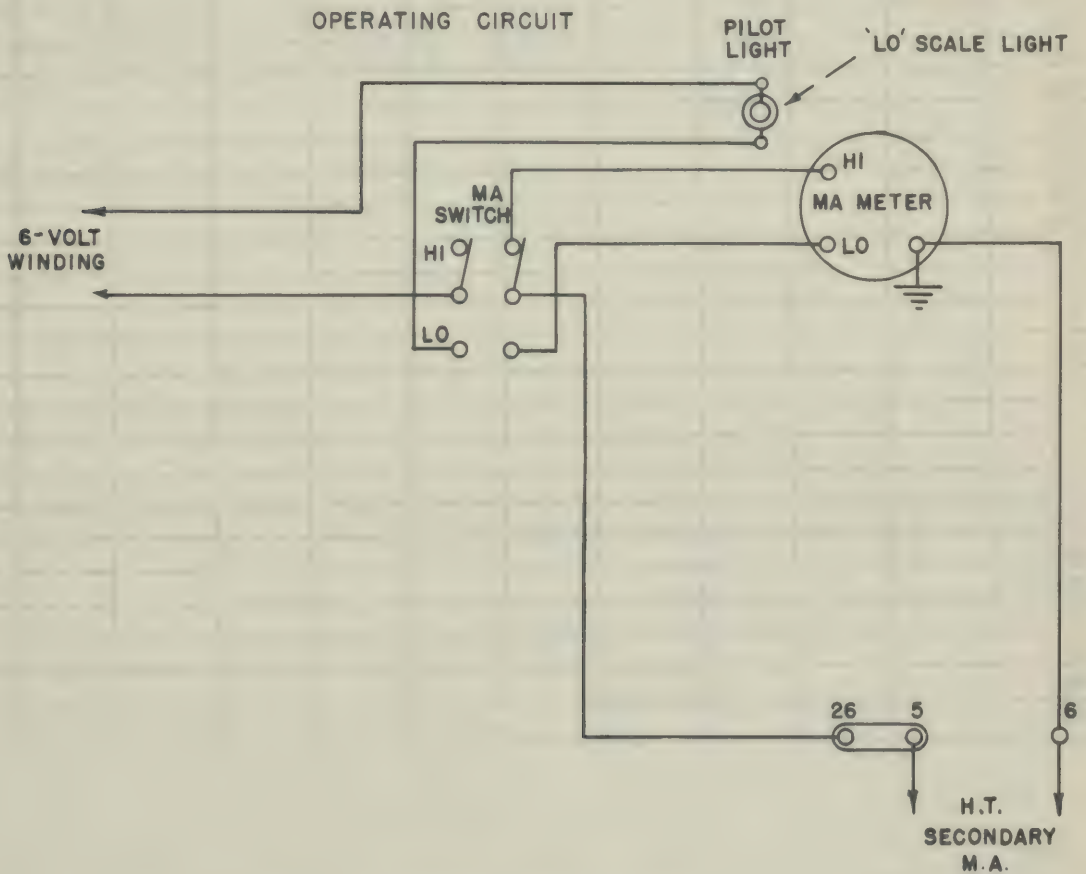 OPERATING CIRCUIT
PILOT
LIGHT
'LO' SCALE LIGHT
HI
MA METER
LO
MA
SWITCH
HI
LO
6-VOLT
WINDING
26
5
6
H.T.
SECONDARY
M.A.